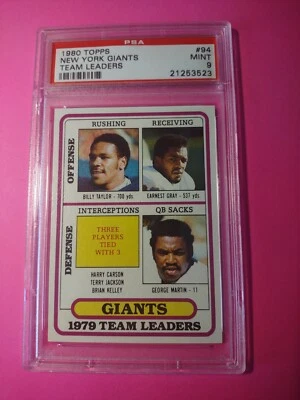 PSA
1980 TOPPS #94
NEW YORK GIANTS MINT
TEAM LEADERS 9
21253523
RUSHING RECEIVING
OFFENSE
BILLY TAYLOR - 700 yds. EARNEST GRAY - 537 yds.
INTERCEPTIONS QB SACKS
DEFENSE
THREE
PLAYERS
TIED
WITH 3
HARRY CARSON
TERRY JACKSON
BRIAN KELLEY
GEORGE MARTIN - 11
GIANTS
1979 TEAM LEADERS